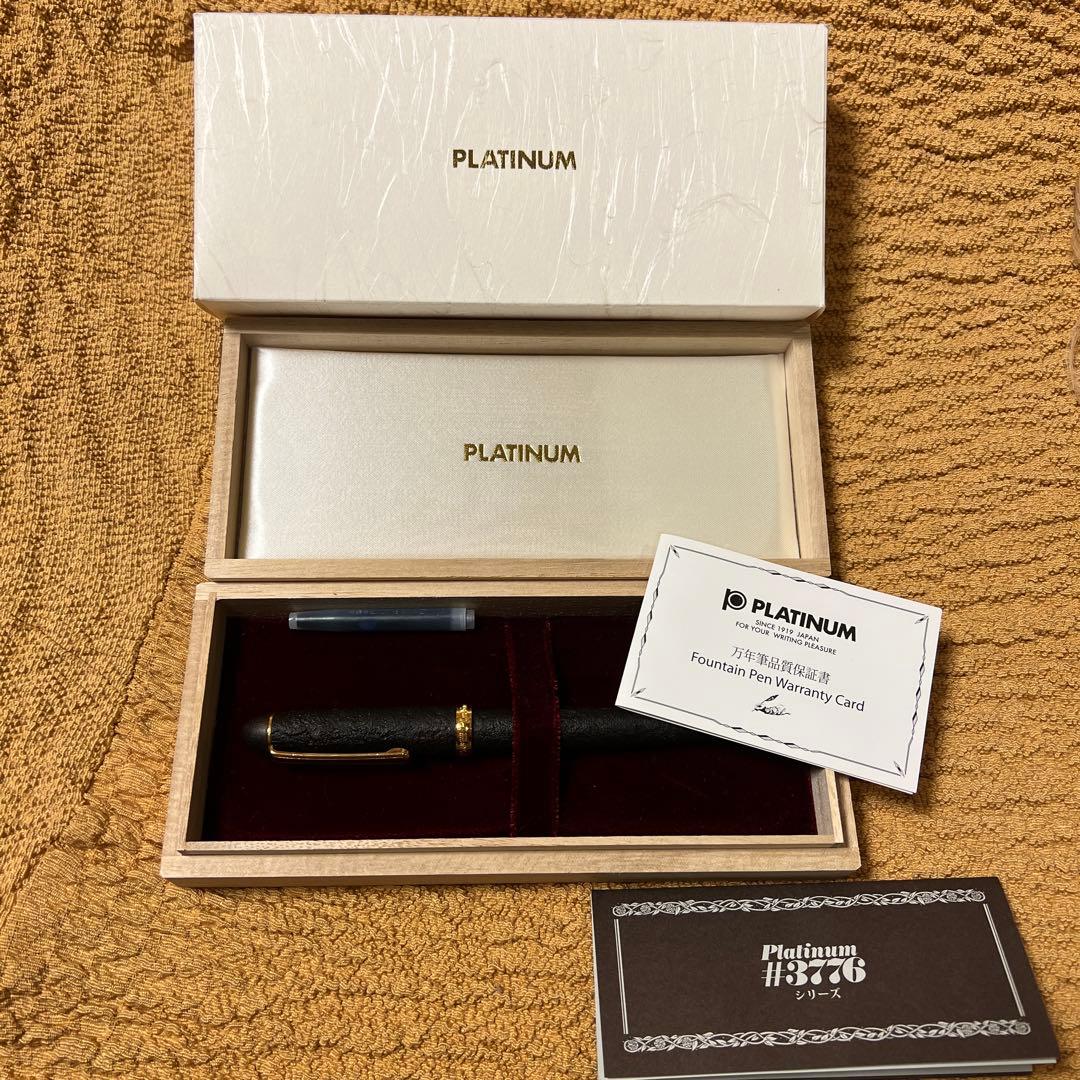 PLATINUM
PLATINUM
PLATINUM
SINCE 1919 JAPAN
FOR YOUR WRITING PLEASURE
万年筆品質保証書
Fountain Pen Warranty Card
Platinum
#3776
シリーズ